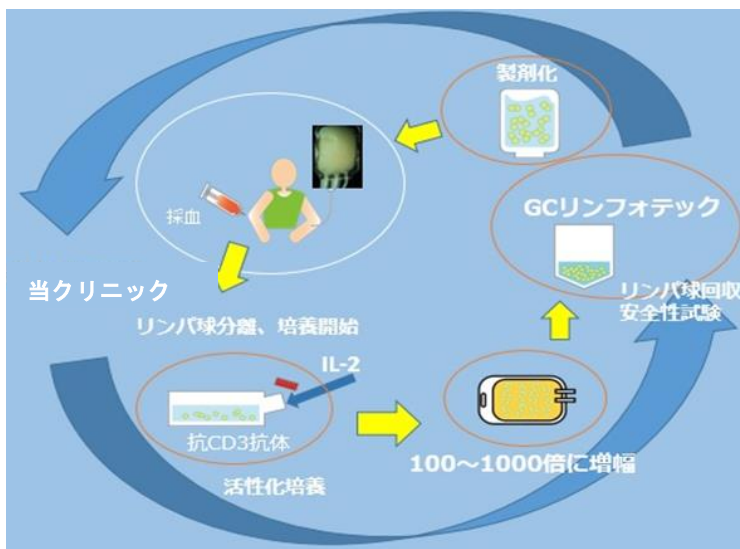 製剤化
採血
GCリンフォテック
当クリニック
リンパ球回収
安全性試験
リンパ球分離、培養開始
IL-2
抗CD3抗体
100～1000倍に増幅
活性化培養